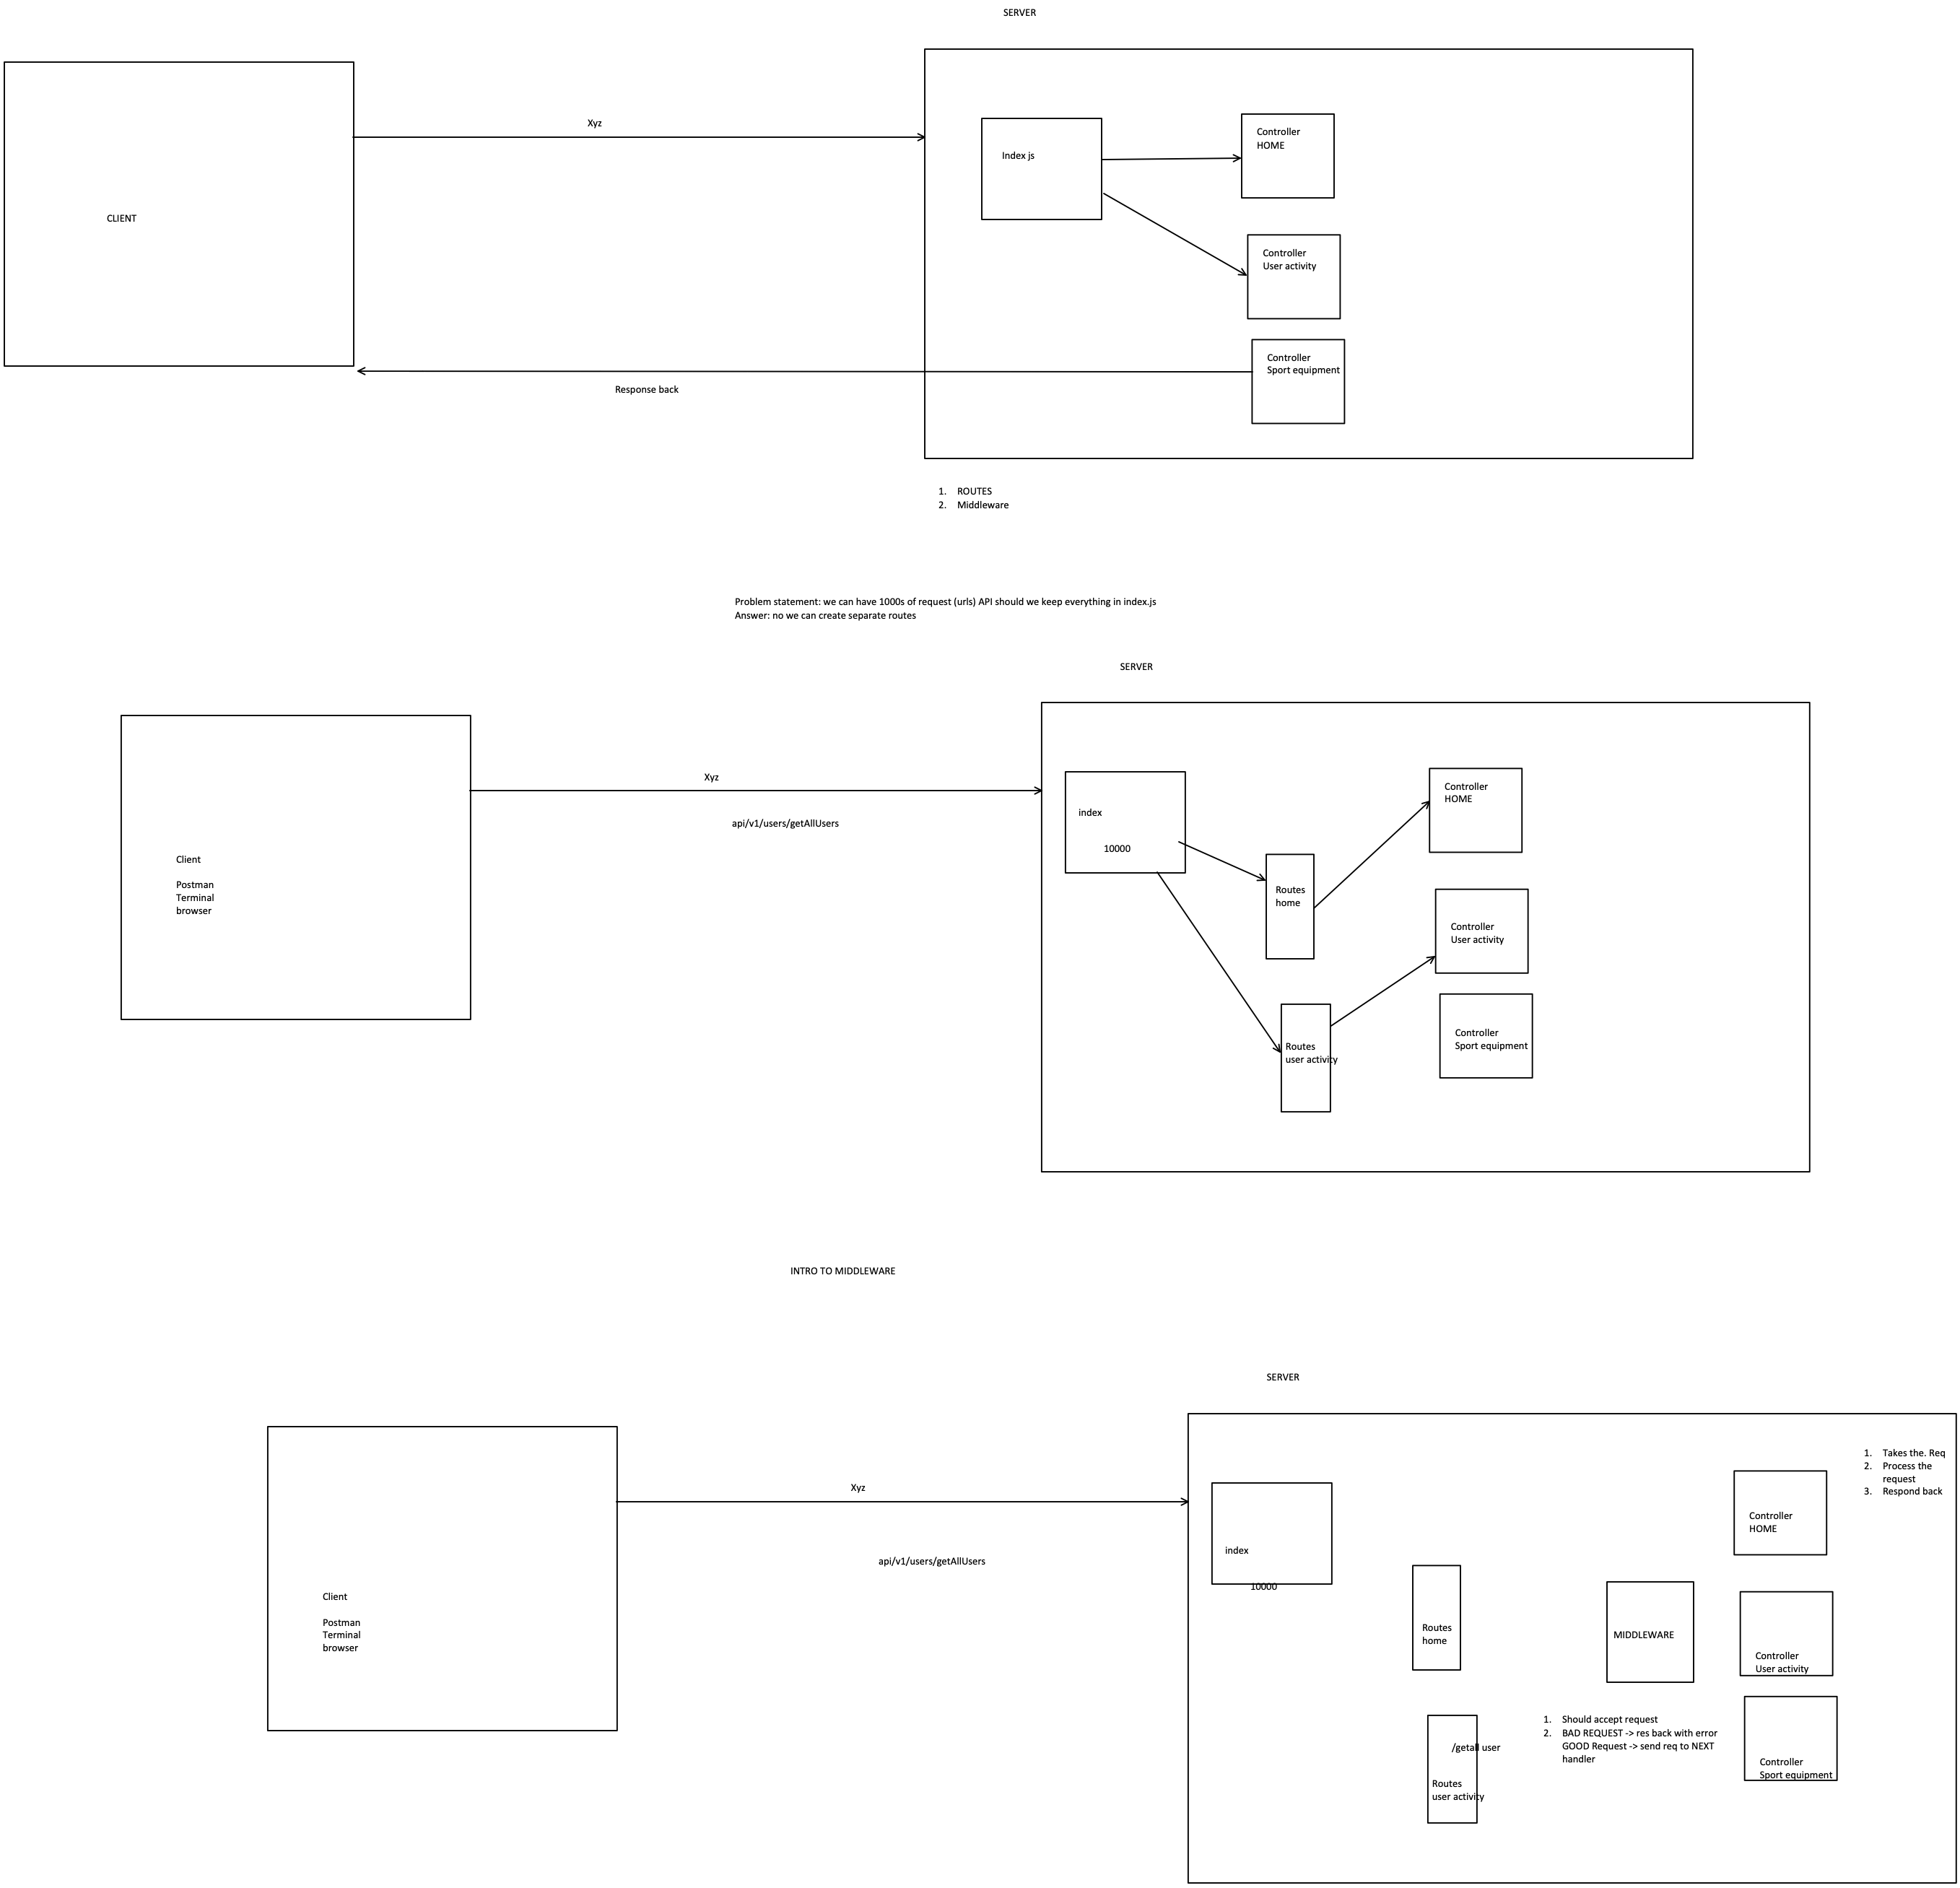 SERVER
Xyz
Index js
Controller
HOME
CLIENT
Controller
User activity
Controller
Sport equipment
Response back
1. ROUTES
2. Middleware
Problem statement: we can have 1000s of request (urls) API should we keep everything in index.js
Answer: no we can create separate routes
SERVER
Xyz
api/v1/users/getAllUsers
Client
Postman
Terminal
browser
index
10000
Routes
home
Routes
user activity
Controller
HOME
Controller
User activity
Controller
Sport equipment
INTRO TO MIDDLEWARE
SERVER
Xyz
api/v1/users/getAllUsers
Client
Postman
Terminal
browser
index
10000
Routes
home
/getall user
Routes
user activity
MIDDLEWARE
1. Should accept request
2. BAD REQUEST -> res back with error
GOOD Request -> send req to NEXT
handler
Controller
HOME
Controller
User activity
Controller
Sport equipment
1. Takes the. Req
2. Process the
request
3. Respond back